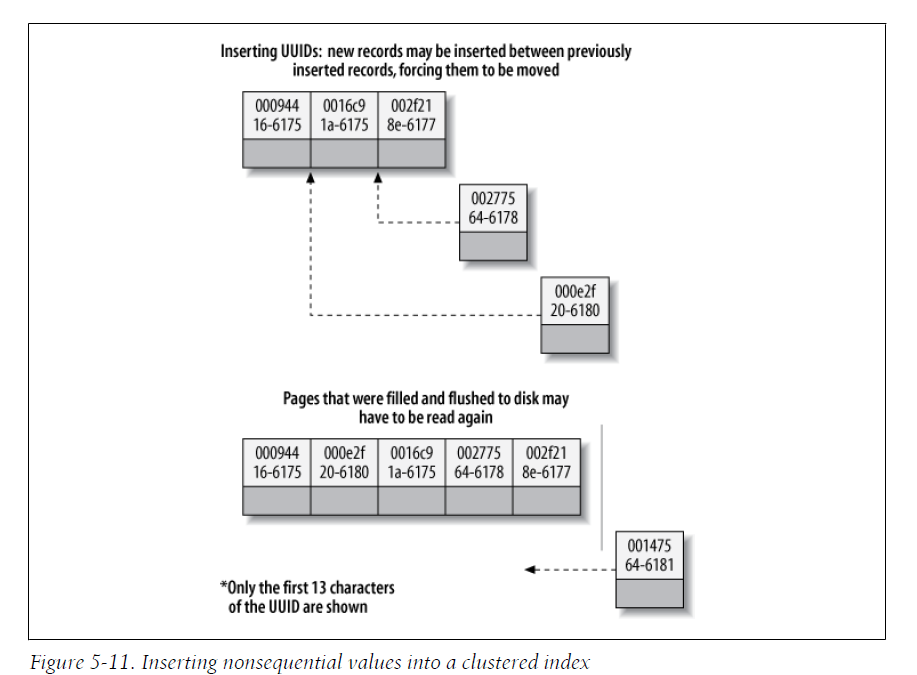 Inserting UUIDs: new records may be inserted between previously
inserted records, forcing them to be moved
000944 0016c9 002f21
16-6175 1a-6175 8e-6177
002775
64-6178
000e2f
20-6180
Pages that were filled and flushed to disk may
have to be read again
000944 000e2f 0016c9 002775 002f21
16-6175 20-6180 1a-6175 64-6178 8e-6177
001475
64-6181
*Only the first 13 characters
of the UUID are shown
Figure 5-11. Inserting nonsequential values into a clustered index